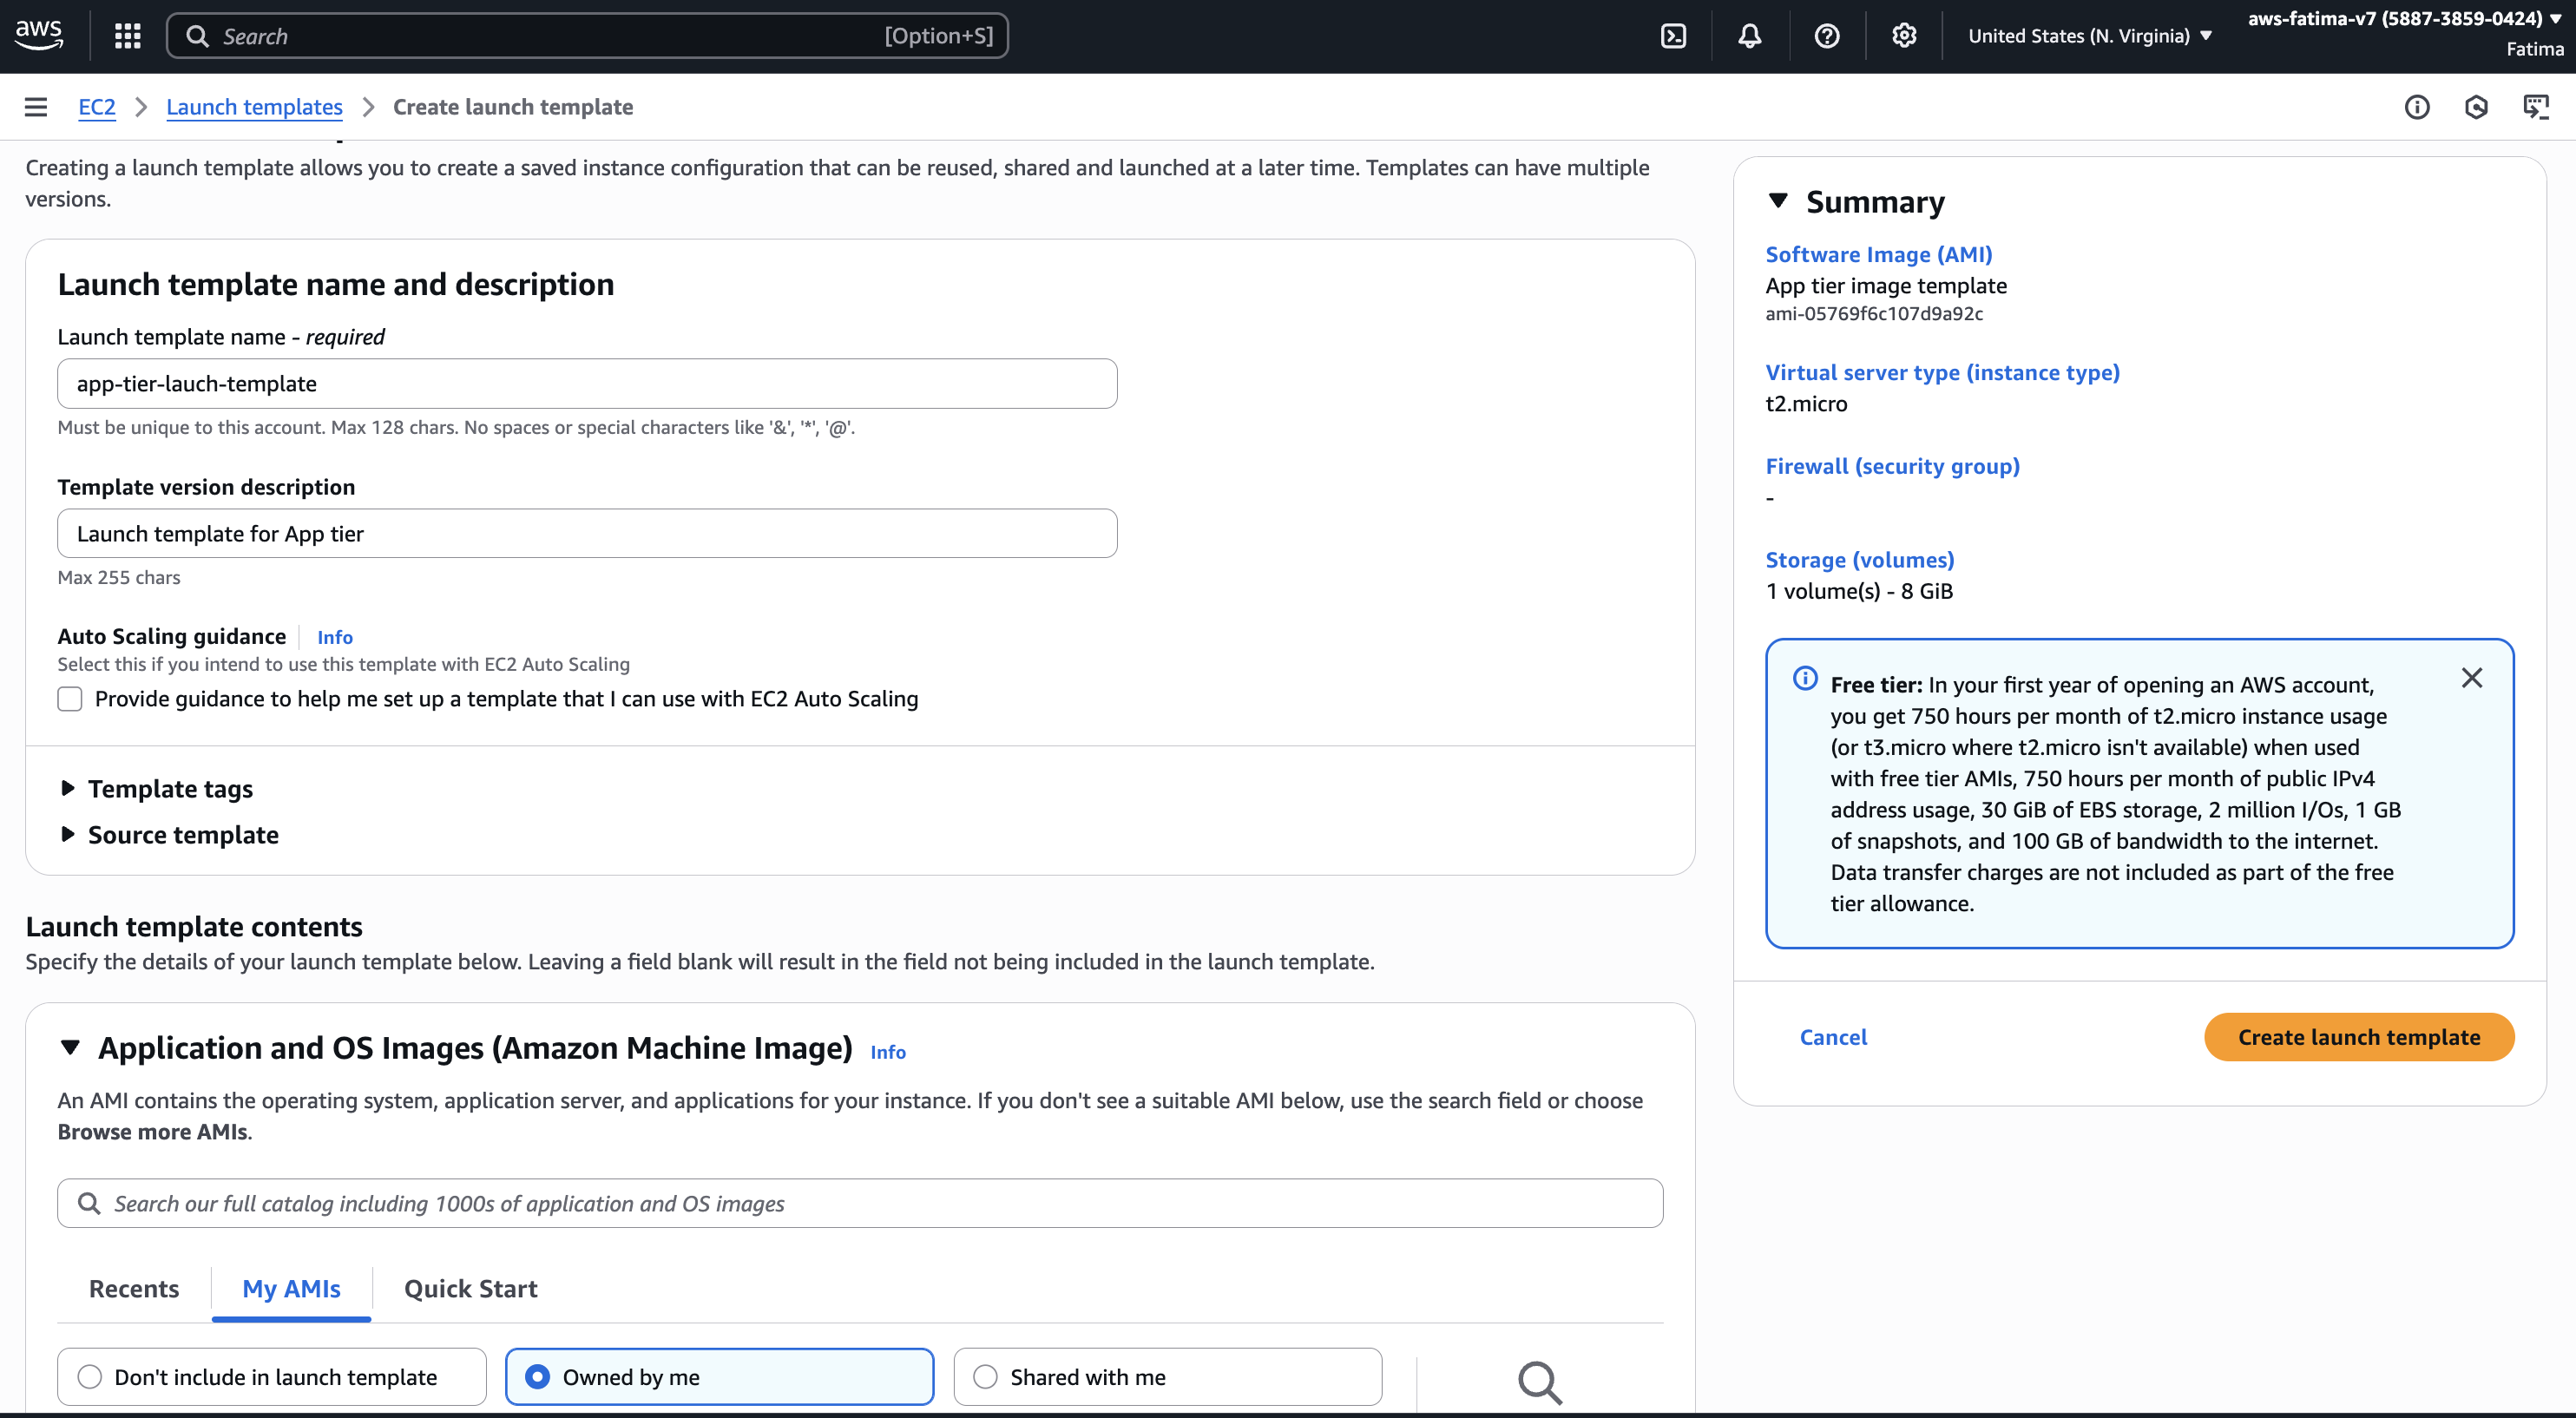 aws
Search
[Option+S]
United States (N. Virginia)
aws-fatima-v7 (5887-3859-0424)
Fatima
EC2
Launch templates
Create launch template
Creating a launch template allows you to create a saved instance configuration that can be reused, shared and launched at a later time. Templates can have multiple
versions.
Launch template name and description
Launch template name - required
app-tier-lauch-template
Must be unique to this account. Max 128 chars. No spaces or special characters like '&', '*', '@'.
Template version description
Launch template for App tier
Max 255 chars
Auto Scaling guidance
Info
Select this if you intend to use this template with EC2 Auto Scaling
Provide guidance to help me set up a template that I can use with EC2 Auto Scaling
Template tags
Source template
Launch template contents
Specify the details of your launch template below. Leaving a field blank will result in the field not being included in the launch template.
Application and OS Images (Amazon Machine Image)
Info
An AMI contains the operating system, application server, and applications for your instance. If you don't see a suitable AMI below, use the search field or choose
Browse more AMIs.
Search our full catalog including 1000s of application and OS images
Recents
My AMIs
Quick Start
Don't include in launch template
Owned by me
Shared with me
Summary
Software Image (AMI)
App tier image template
ami-05769f6c107d9a92c
Virtual server type (instance type)
t2.micro
Firewall (security group)
-
Storage (volumes)
1 volume(s) - 8 GiB
Free tier: In your first year of opening an AWS account,
you get 750 hours per month of t2.micro instance usage
(or t3.micro where t2.micro isn't available) when used
with free tier AMIs, 750 hours per month of public IPv4
address usage, 30 GiB of EBS storage, 2 million I/Os, 1 GB
of snapshots, and 100 GB of bandwidth to the internet.
Data transfer charges are not included as part of the free
tier allowance.
Cancel
Create launch template